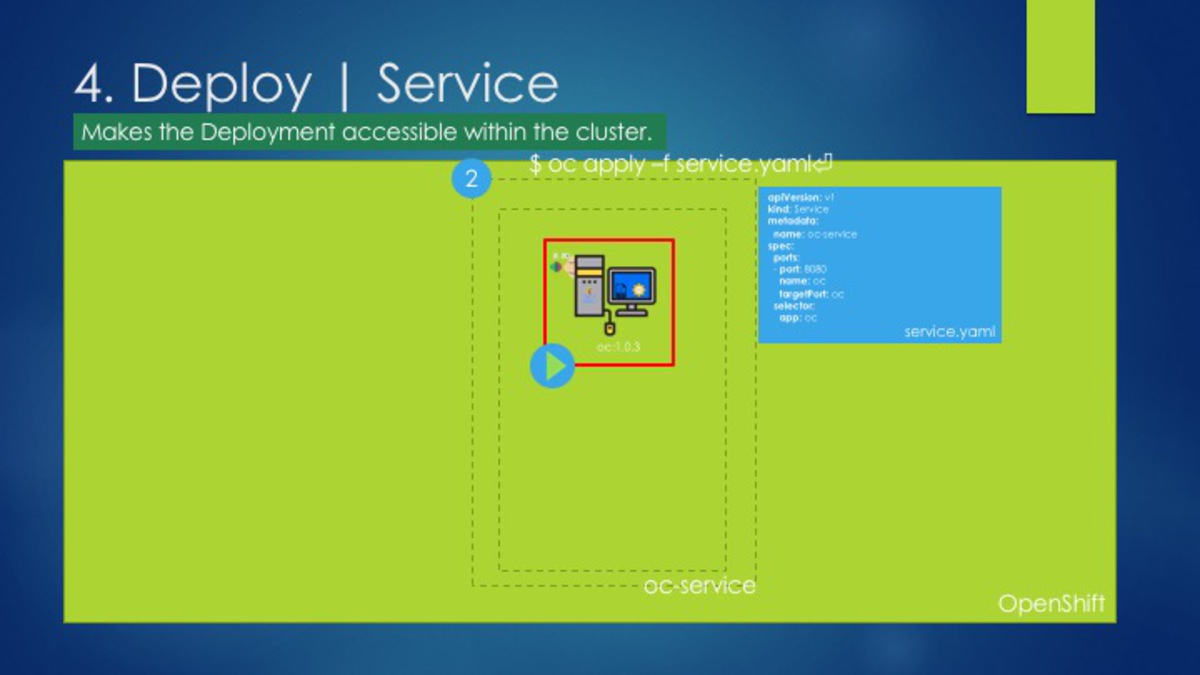 4. Deploy | Service
Makes the Deployment accessible within the cluster.
$ oc apply –f service.yaml⏎
2
apiVersion: v1
kind: Service
metadata:
name: oc-service
spec:
ports:
- port: 8080
name: oc
targetPort: oc
selector:
app: oc
service.yaml
oc:1.0.3
oc-service
OpenShift